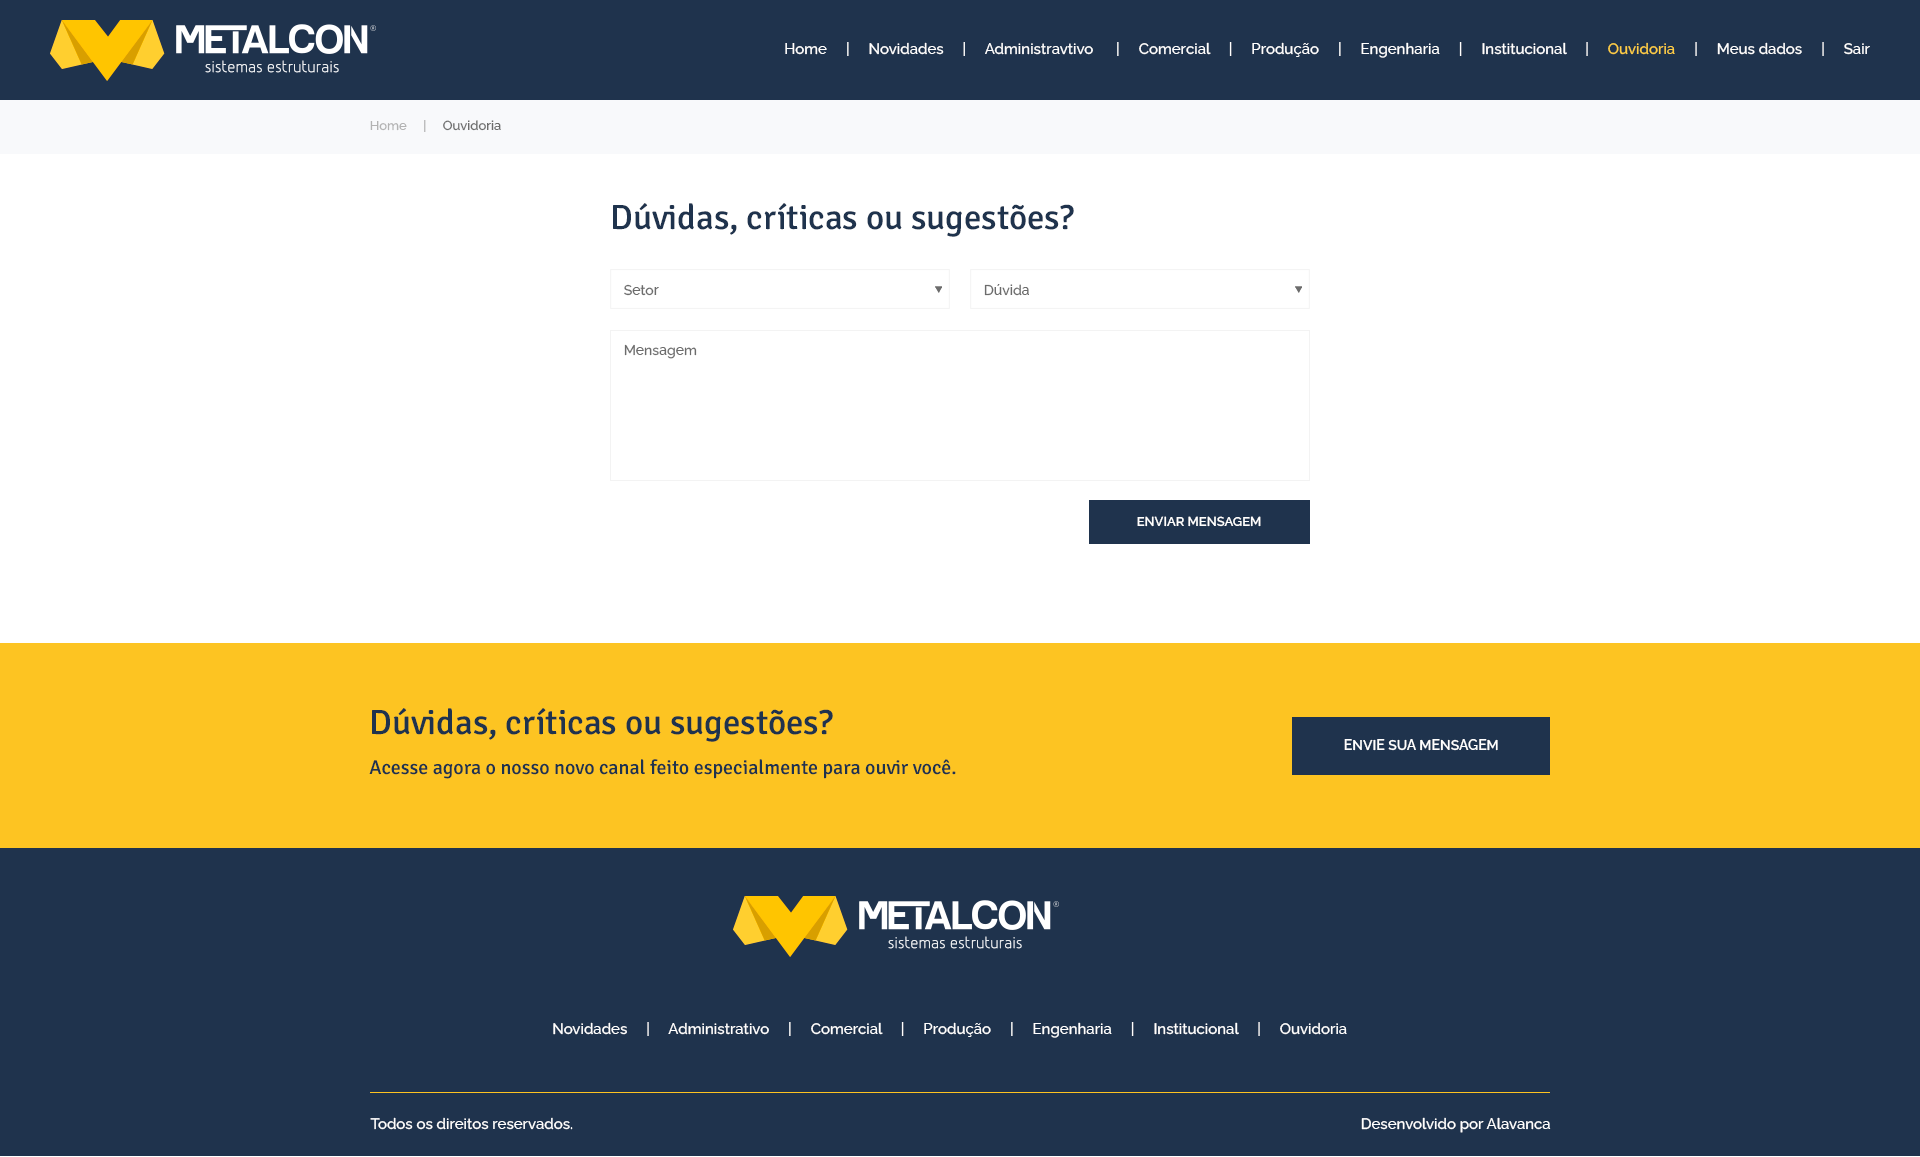 METALCON®
sistemas estruturais
Home | Novidades | Administravtivo | Comercial | Produção | Engenharia | Institucional | Ouvidoria | Meus dados | Sair
Home | Ouvidoria
Dúvidas, críticas ou sugestões?
Setor ▼ Dúvida ▼
Mensagem
ENVIAR MENSAGEM
Dúvidas, críticas ou sugestões?
Acesse agora o nosso novo canal feito especialmente para ouvir você.
ENVIE SUA MENSAGEM
METALCON®
sistemas estruturais
Novidades | Administrativo | Comercial | Produção | Engenharia | Institucional | Ouvidoria
Todos os direitos reservados. Desenvolvido por Alavanca